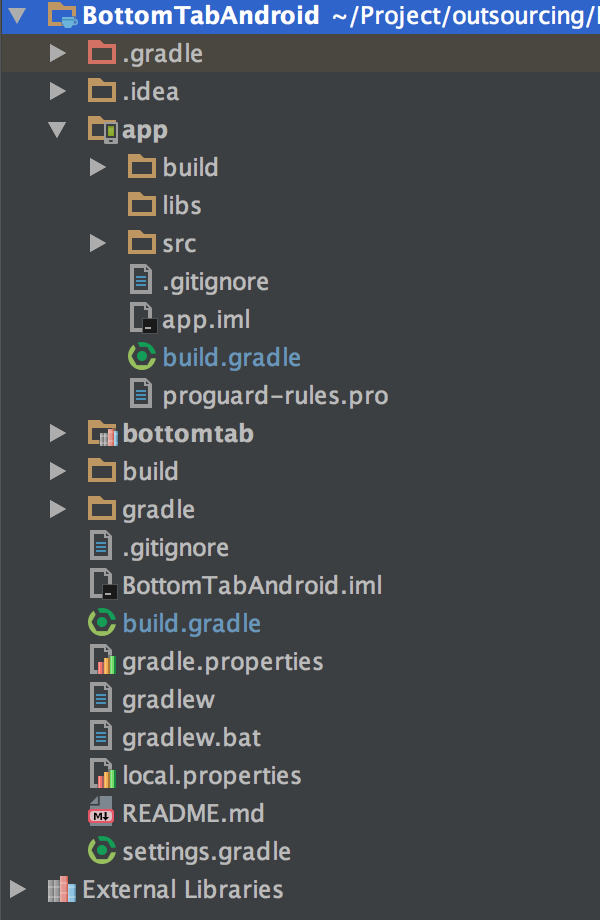 BottomTabAndroid ~/Project/outsourcing/
.gradle
.idea
app
build
libs
src
.gitignore
app.iml
build.gradle
proguard-rules.pro
bottomtab
build
gradle
.gitignore
BottomTabAndroid.iml
build.gradle
gradle.properties
gradlew
gradlew.bat
local.properties
README.md
settings.gradle
External Libraries